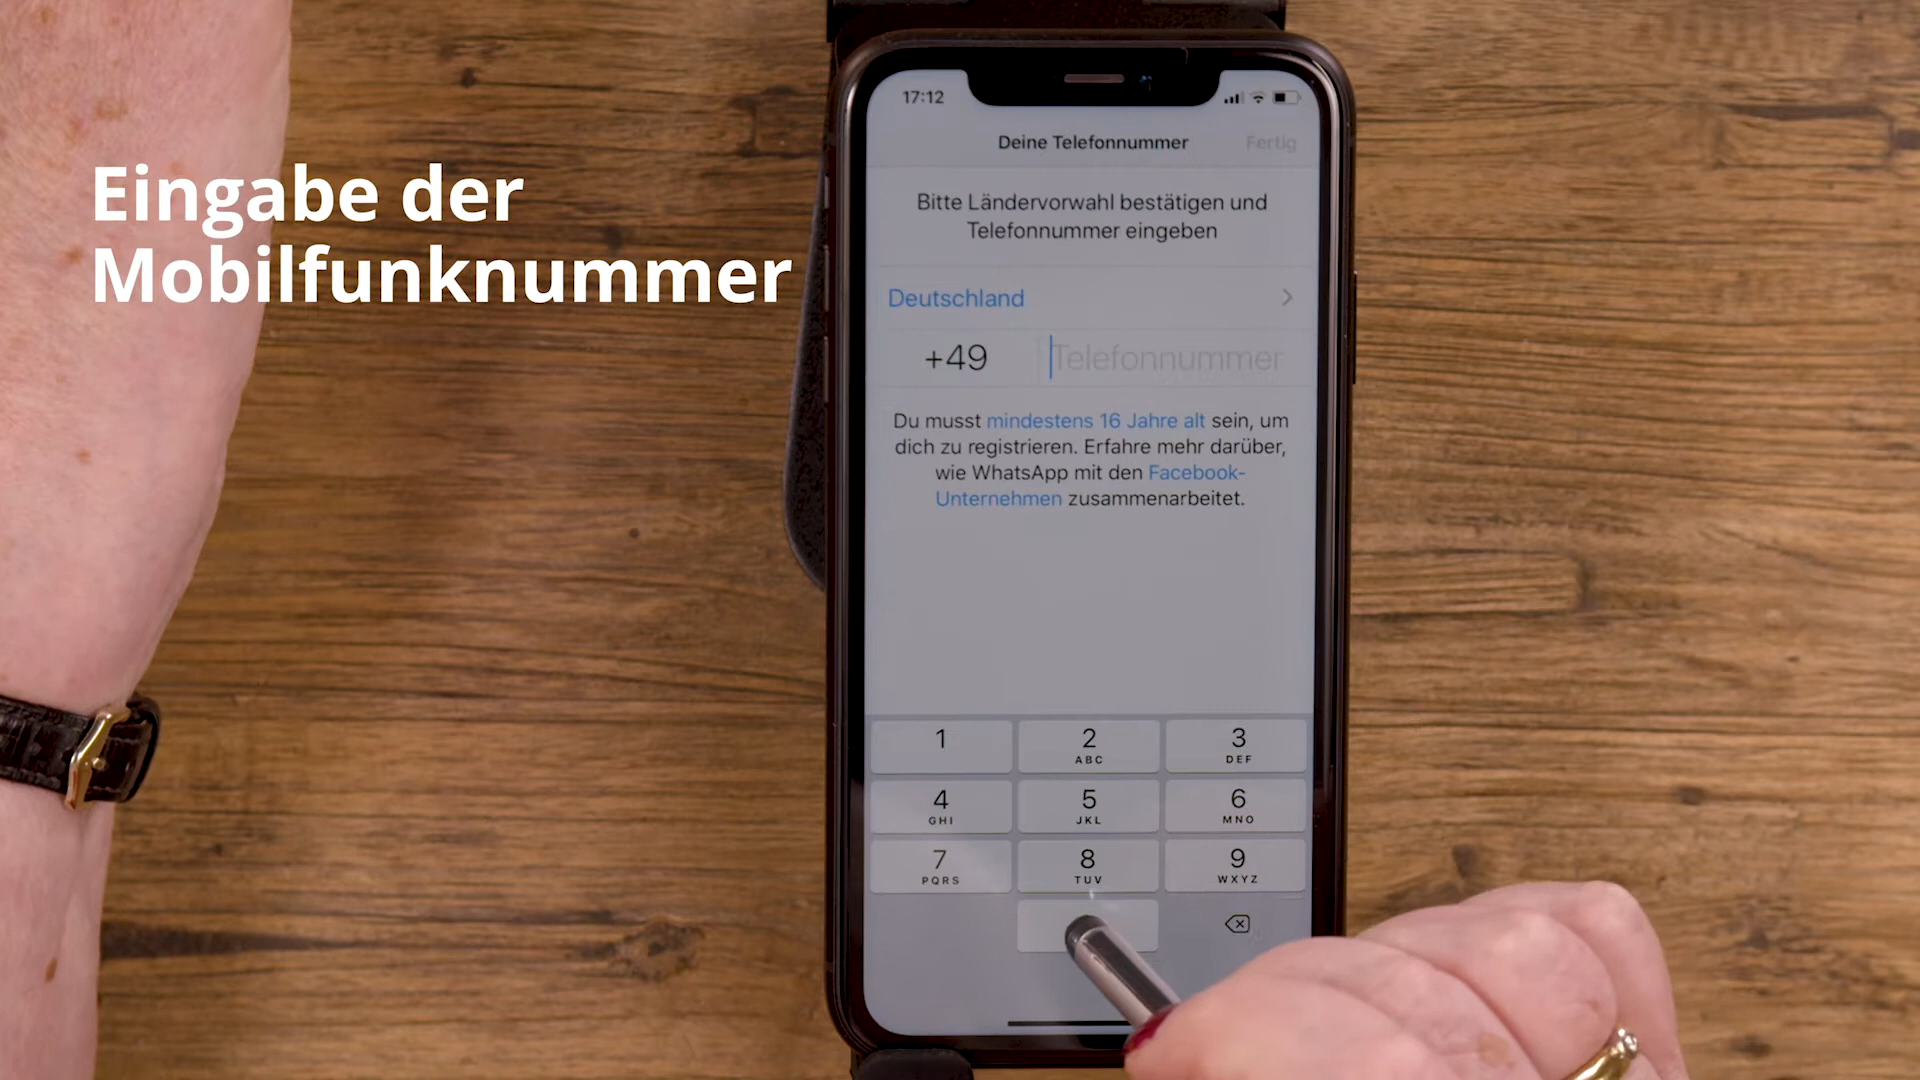 Eingabe der
Mobilfunknummer
17:12
Deine Telefonnummer Fertig
Bitte Ländervorwahl bestätigen und
Telefonnummer eingeben
Deutschland
+49 Telefonnummer
Du musst mindestens 16 Jahre alt sein, um
dich zu registrieren. Erfahre mehr darüber,
wie WhatsApp mit den Facebook-
Unternehmen zusammenarbeitet.
1 2 3
ABC DEF
4 5 6
GHI JKL MNO
7 8 9
PQRS TUV WXYZ